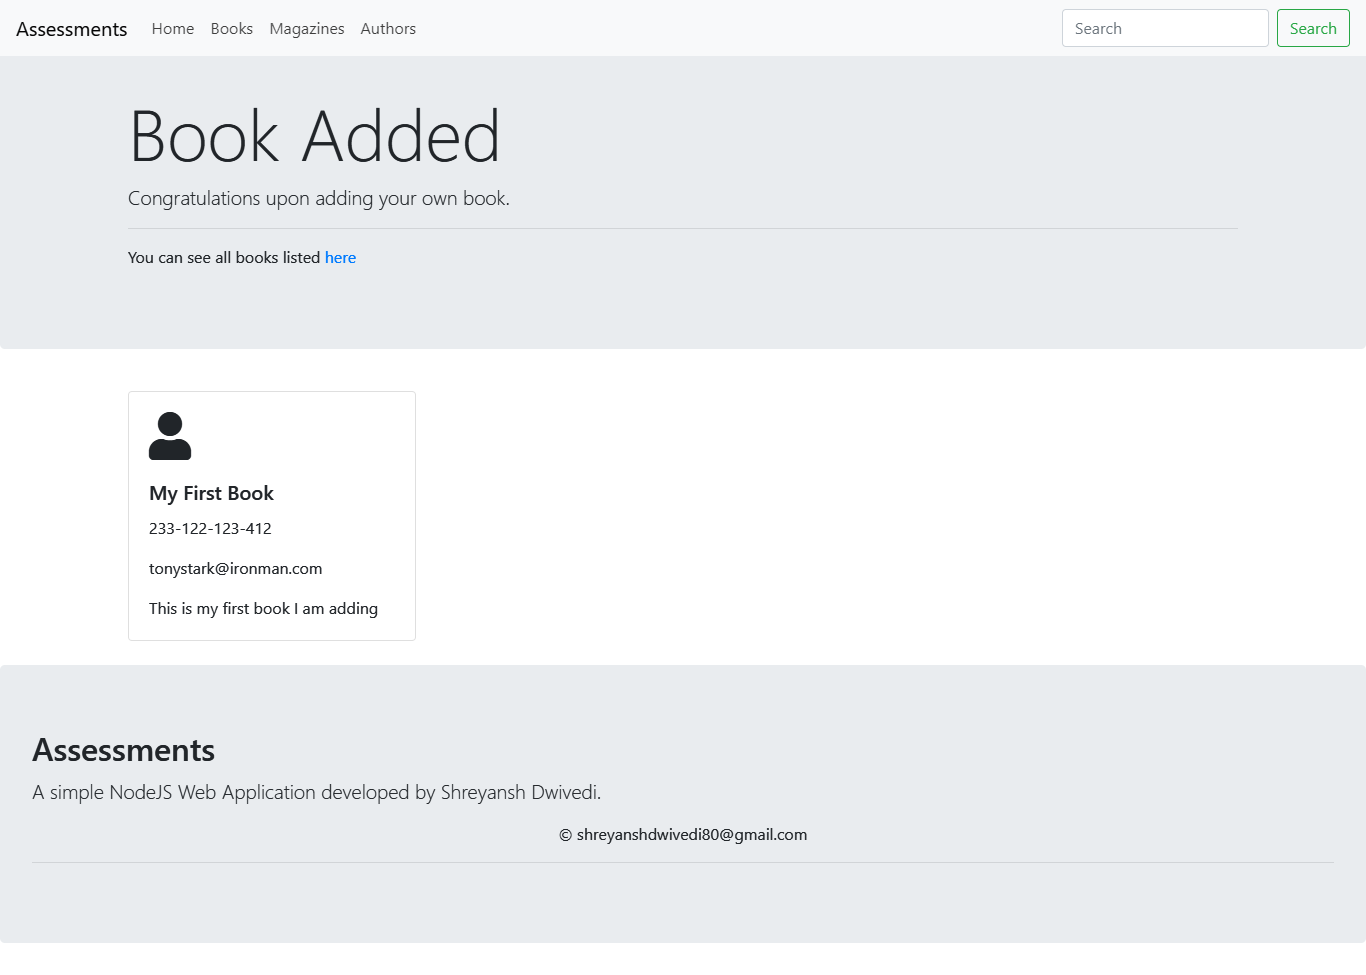 Assessments Home Books Magazines Authors Search Search
Book Added
Congratulations upon adding your own book.
You can see all books listed here
My First Book
233-122-123-412
tonystark@ironman.com
This is my first book I am adding
Assessments
A simple NodeJS Web Application developed by Shreyansh Dwivedi.
© shreyanshdwivedi80@gmail.com